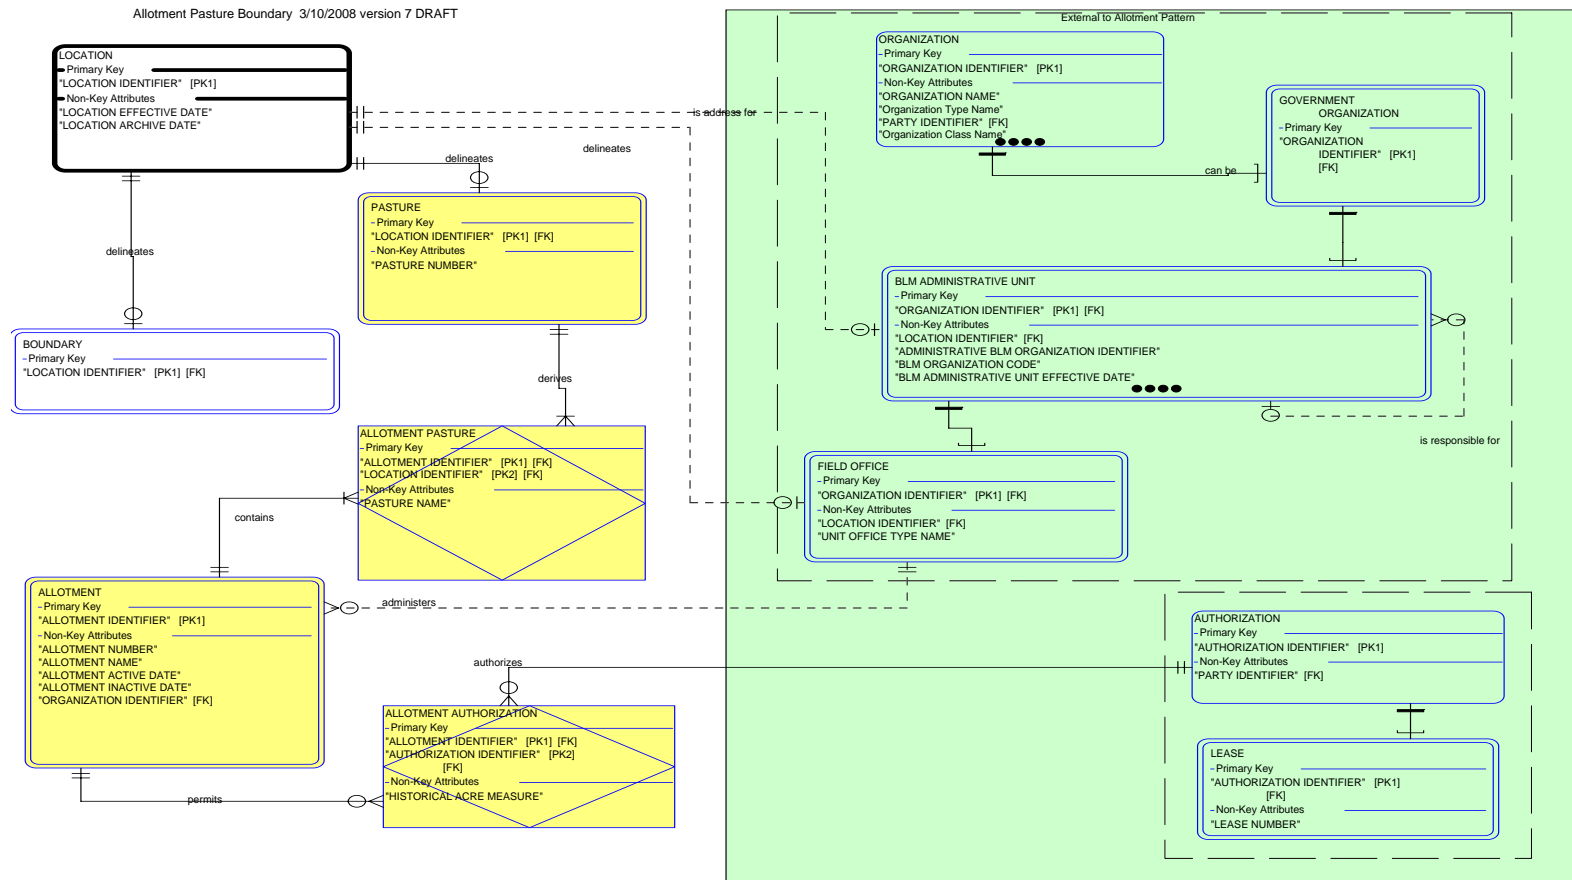 Allotment Pasture Boundary 3/10/2008 version 7 DRAFT
External to Allotment Pattern
LOCATION
Primary Key
"LOCATION IDENTIFIER" [PK1]
Non-Key Attributes
"LOCATION EFFECTIVE DATE"
"LOCATION ARCHIVE DATE"
is address for
delineates
delineates
delineates
ORGANIZATION
Primary Key
"ORGANIZATION IDENTIFIER" [PK1]
Non-Key Attributes
"ORGANIZATION NAME"
"Organization Type Name"
"PARTY IDENTIFIER" [FK]
"Organization Class Name"
can be
GOVERNMENT
ORGANIZATION
Primary Key
"ORGANIZATION
IDENTIFIER" [PK1]
[FK]
PASTURE
Primary Key
"LOCATION IDENTIFIER" [PK1] [FK]
Non-Key Attributes
"PASTURE NUMBER"
BLM ADMINISTRATIVE UNIT
Primary Key
"ORGANIZATION IDENTIFIER" [PK1] [FK]
Non-Key Attributes
"LOCATION IDENTIFIER" [FK]
"ADMINISTRATIVE BLM ORGANIZATION IDENTIFIER"
"BLM ORGANIZATION CODE"
"BLM ADMINISTRATIVE UNIT EFFECTIVE DATE"
is responsible for
BOUNDARY
Primary Key
"LOCATION IDENTIFIER" [PK1] [FK]
derives
ALLOTMENT PASTURE
Primary Key
"ALLOTMENT IDENTIFIER" [PK1] [FK]
"LOCATION IDENTIFIER" [PK2] [FK]
Non-Key Attributes
"PASTURE NAME"
contains
FIELD OFFICE
Primary Key
"ORGANIZATION IDENTIFIER" [PK1] [FK]
Non-Key Attributes
"LOCATION IDENTIFIER" [FK]
"UNIT OFFICE TYPE NAME"
ALLOTMENT
Primary Key
"ALLOTMENT IDENTIFIER" [PK1]
Non-Key Attributes
"ALLOTMENT NUMBER"
"ALLOTMENT NAME"
"ALLOTMENT ACTIVE DATE"
"ALLOTMENT INACTIVE DATE"
"ORGANIZATION IDENTIFIER" [FK]
administers
authorizes
permits
AUTHORIZATION
Primary Key
"AUTHORIZATION IDENTIFIER" [PK1]
Non-Key Attributes
"PARTY IDENTIFIER" [FK]
ALLOTMENT AUTHORIZATION
Primary Key
"ALLOTMENT IDENTIFIER" [PK1] [FK]
"AUTHORIZATION IDENTIFIER" [PK2]
[FK]
Non-Key Attributes
"HISTORICAL ACRE MEASURE"
LEASE
Primary Key
"AUTHORIZATION IDENTIFIER" [PK1]
[FK]
Non-Key Attributes
"LEASE NUMBER"